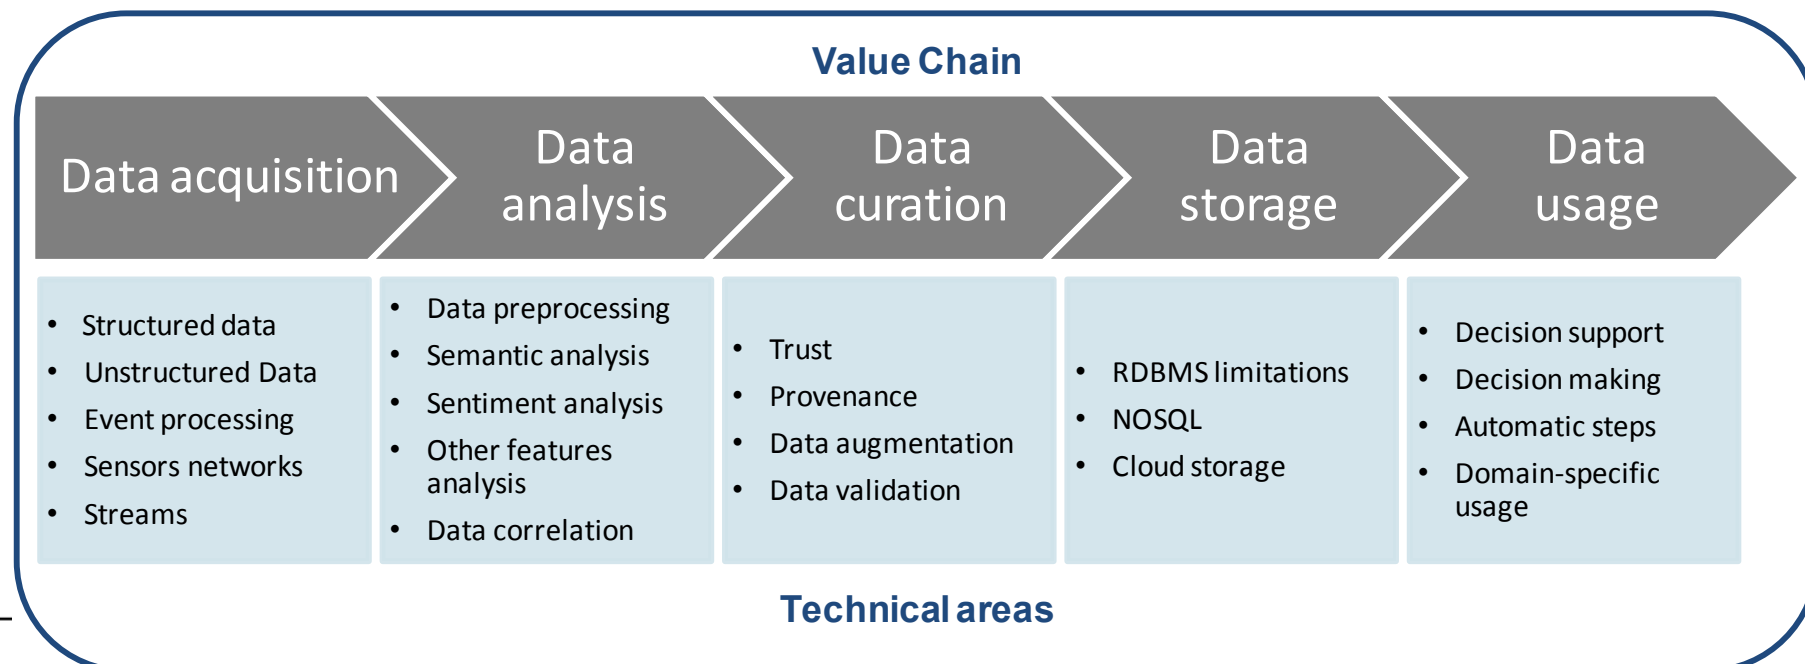 Value Chain
Data acquisition
Data
analysis
Data
curation
Data
storage
Data
usage
• Structured data
• Unstructured Data
• Event processing
• Sensors networks
• Streams
• Data preprocessing
• Semantic analysis
• Sentiment analysis
• Other features
analysis
• Data correlation
• Trust
• Provenance
• Data augmentation
• Data validation
• RDBMS limitations
• NOSQL
• Cloud storage
• Decision support
• Decision making
• Automatic steps
• Domain-specific
usage
Technical areas